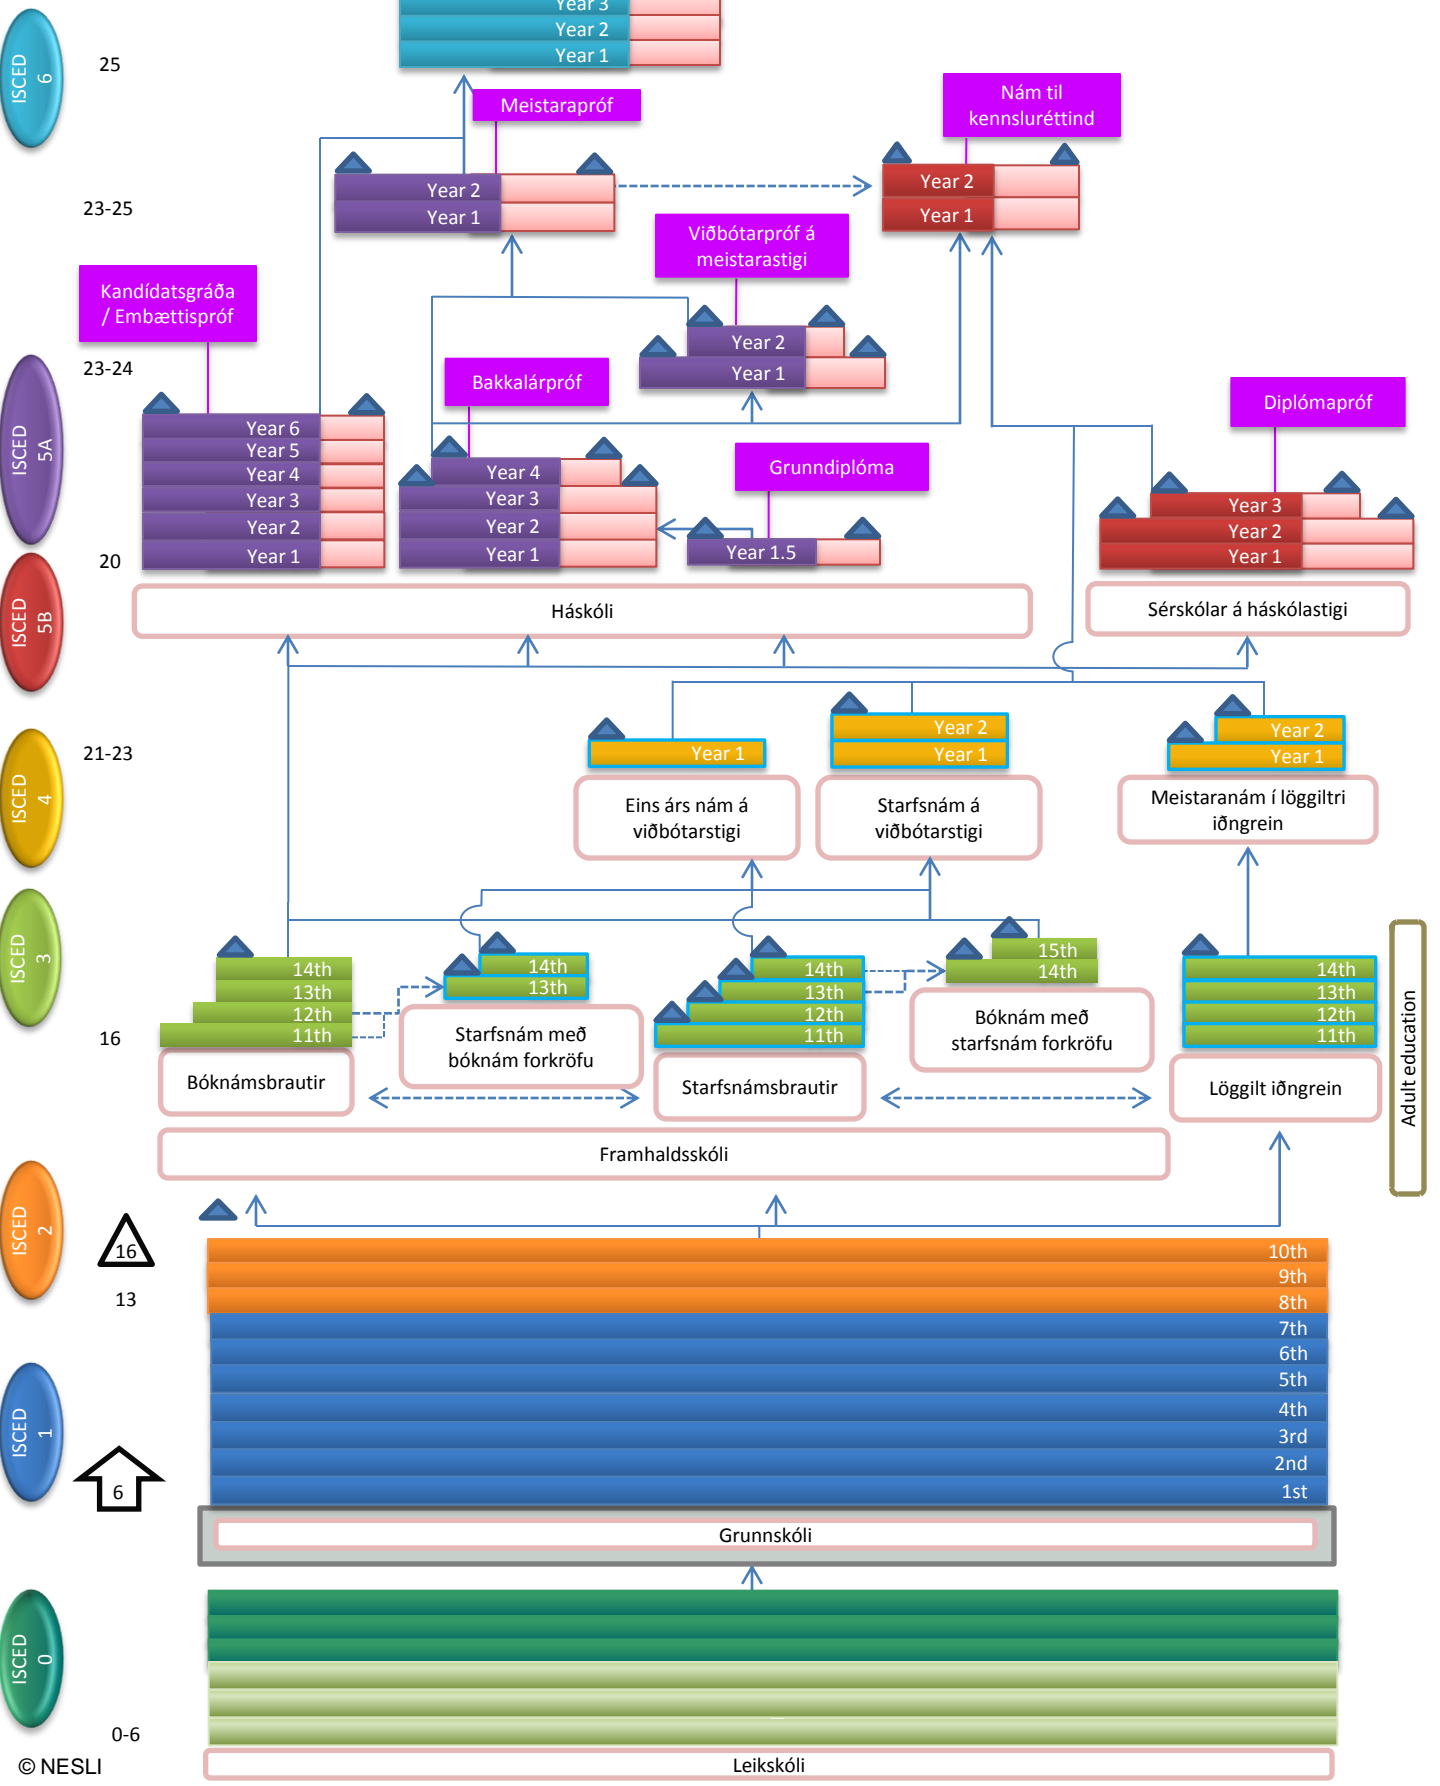 Year 3
Year 2
Year 1
ISCED
6
25
Meistarapróf
Nám til
kennsluréttind
Year 2
Year 1
Year 2
Year 1
23-25
Viðbótarpróf á
meistarastigi
Kandídatsgráða
/ Embættispróf
Year 2
Year 1
23-24
Bakkalárpróf
Diplómapróf
ISCED
5A
Year 6
Year 5
Year 4
Year 3
Year 2
Year 1
Year 4
Year 3
Year 2
Year 1
Grunndiplóma
Year 1.5
Year 3
Year 2
Year 1
20
ISCED
5B
Háskóli
Sérskólar á háskólastigi
ISCED
4
21-23
Year 1
Year 2
Year 1
Year 2
Year 1
Eins árs nám á
viðbótarstigi
Starfsnám á
viðbótarstigi
Meistaranám í löggiltri
iðngrein
ISCED
3
16
14th
13th
12th
11th
14th
13th
14th
13th
12th
11th
15th
14th
14th
13th
12th
11th
Bóknámsbrautir
Starfsnám með
bóknám forkröfu
Starfsnámsbrautir
Bóknám með
starfsnám forkröfu
Löggilt iðngrein
Adult education
Framhaldsskóli
ISCED
2
16
13
10th
9th
8th
7th
6th
5th
4th
3rd
2nd
1st
ISCED
1
6
Grunnskóli
ISCED
0
0-6
© NESLI
Leikskóli